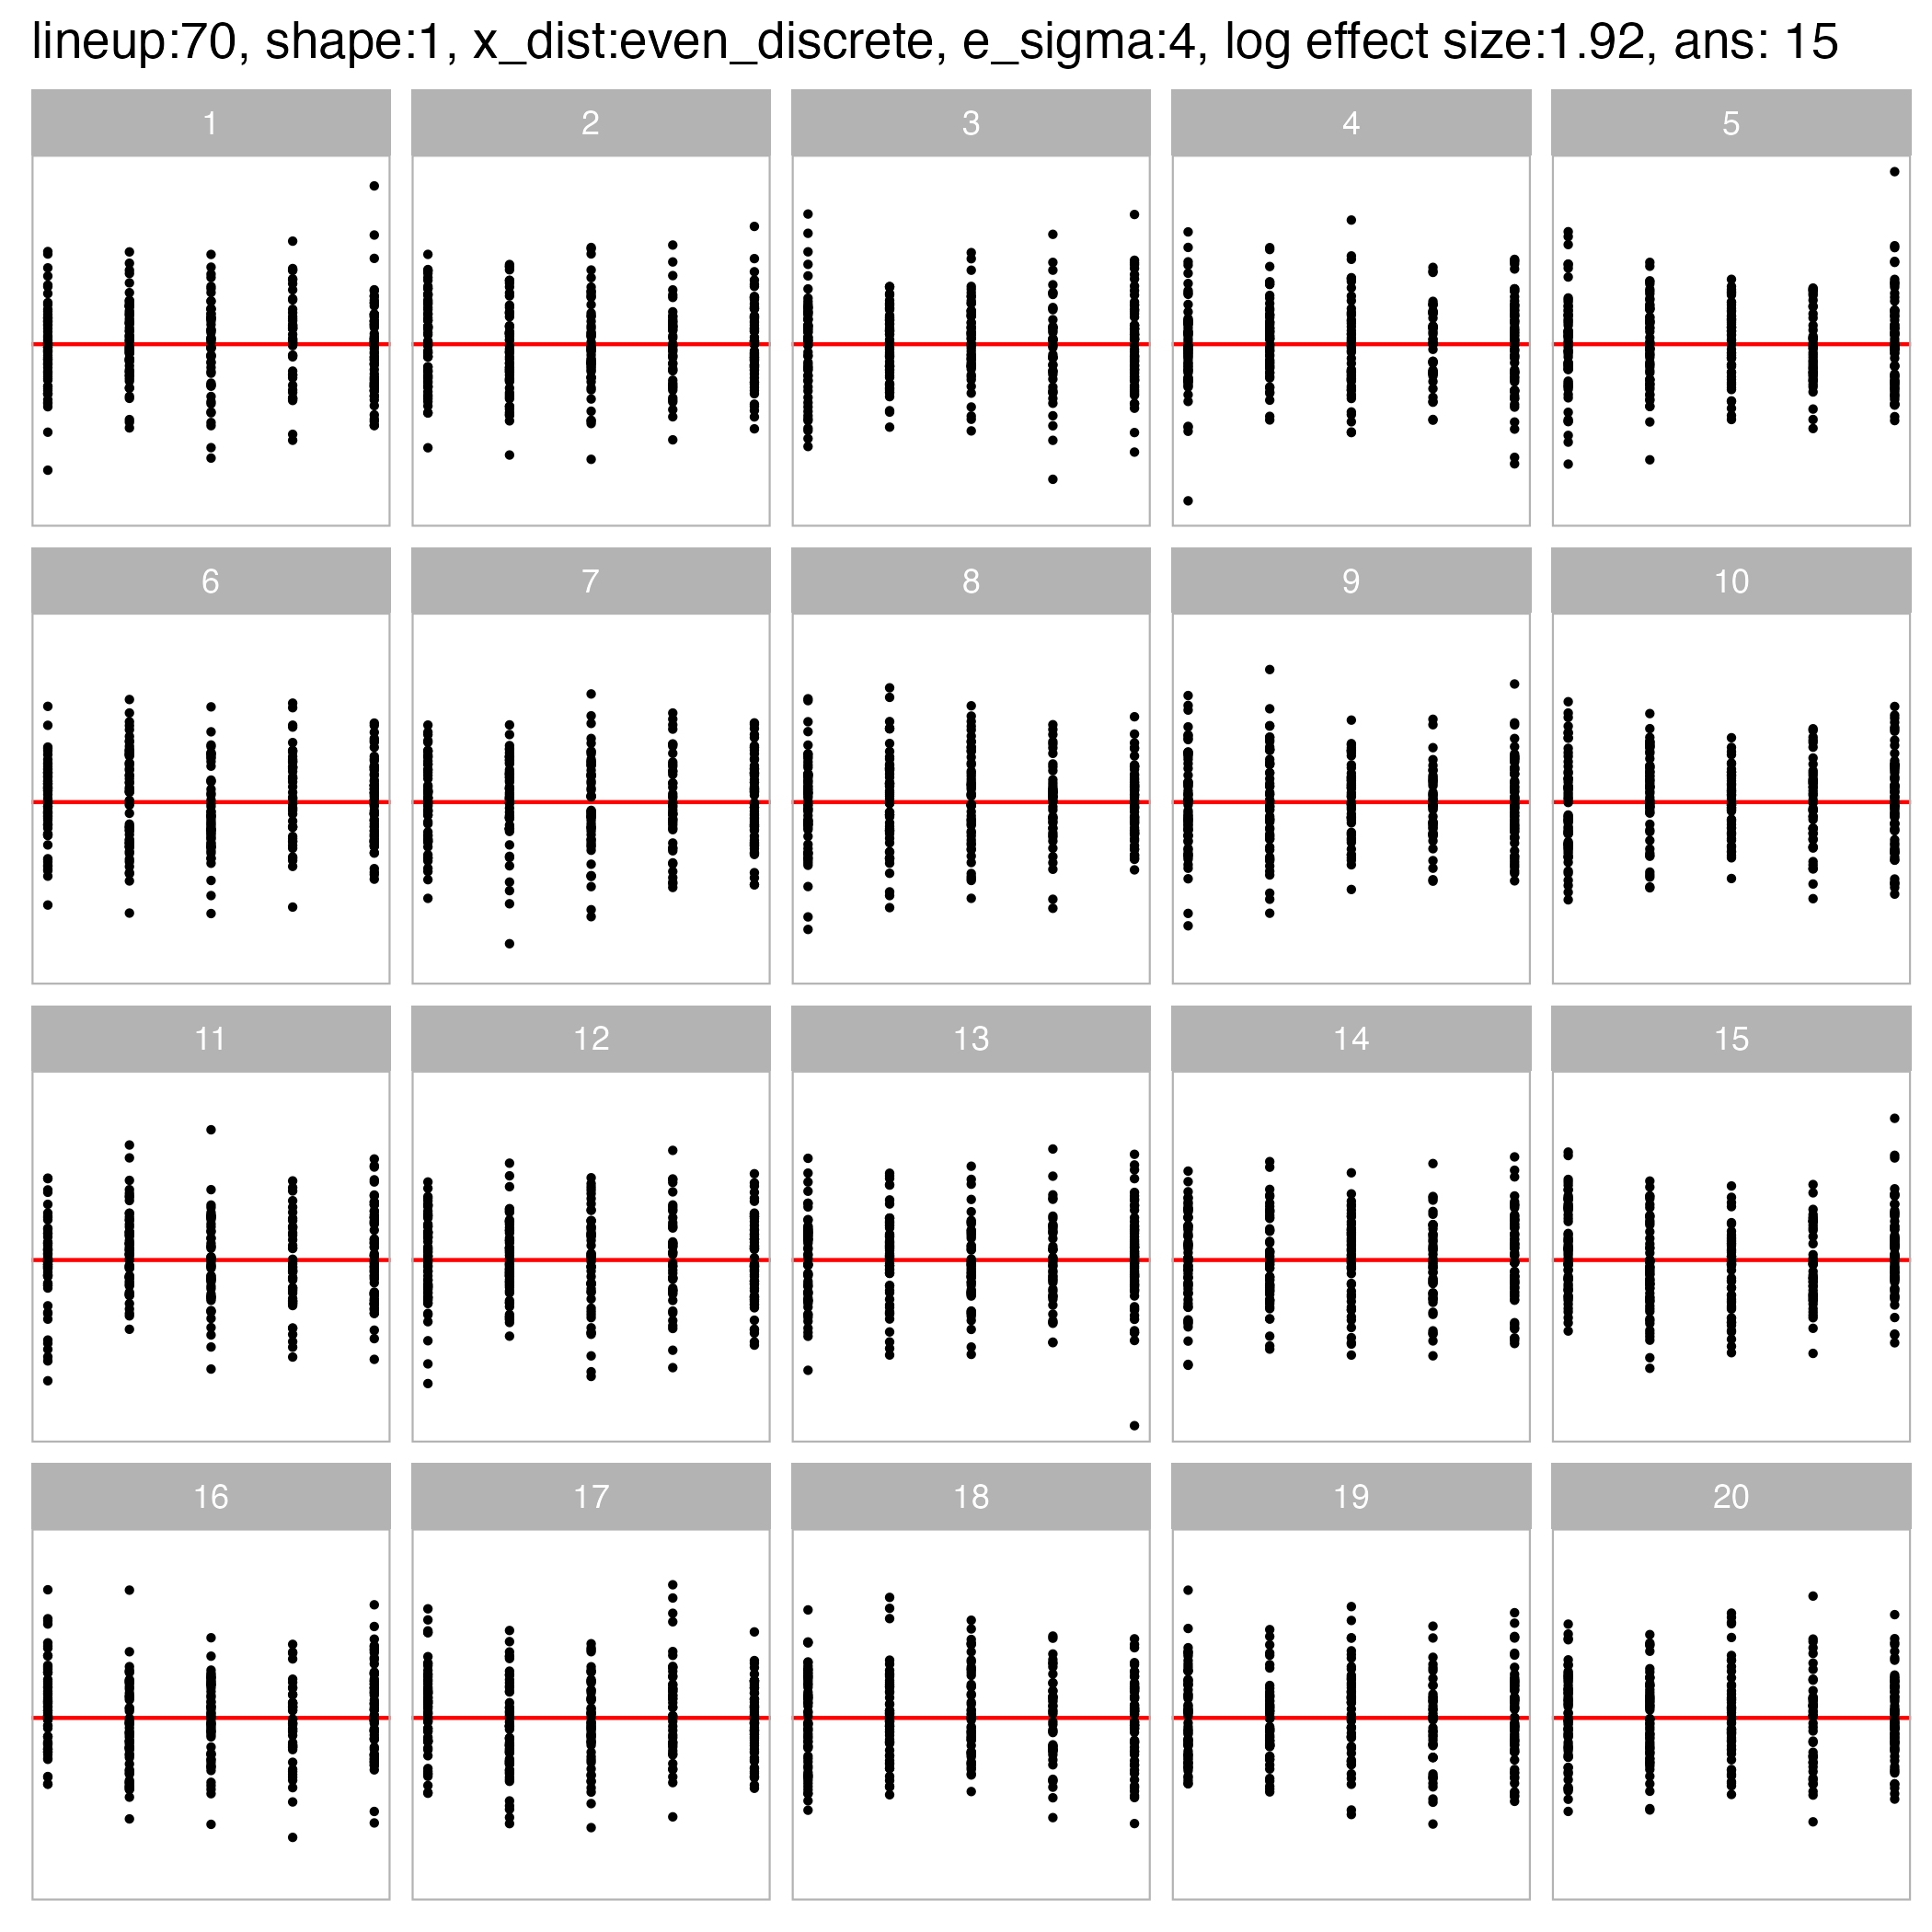 lineup:70, shape:1, x_dist:even_discrete, e_sigma:4, log effect size:1.92, ans: 15
1 2 3 4 5
6 7 8 9 10
11 12 13 14 15
16 17 18 19 20